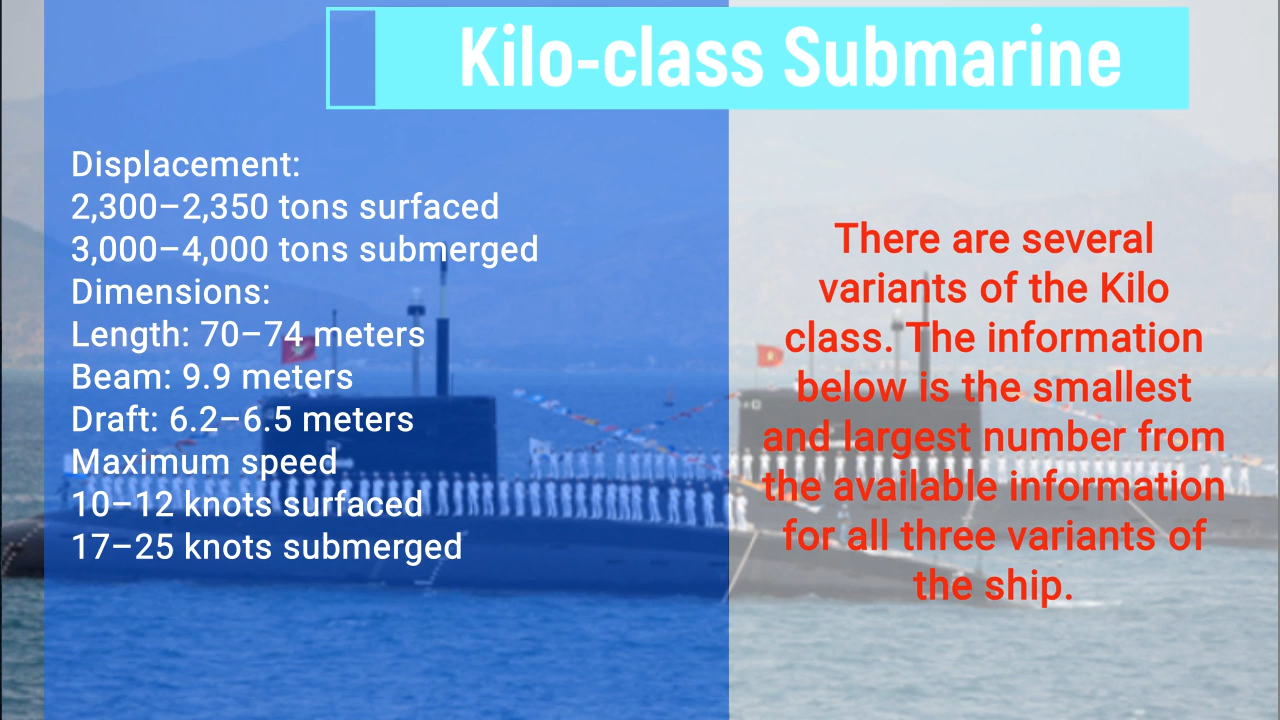 Kilo-class Submarine
Displacement:
2,300–2,350 tons surfaced
3,000–4,000 tons submerged
Dimensions:
Length: 70–74 meters
Beam: 9.9 meters
Draft: 6.2–6.5 meters
Maximum speed
10–12 knots surfaced
17–25 knots submerged
There are several
variants of the Kilo
class. The information
below is the smallest
and largest number from
the available information
for all three variants of
the ship.